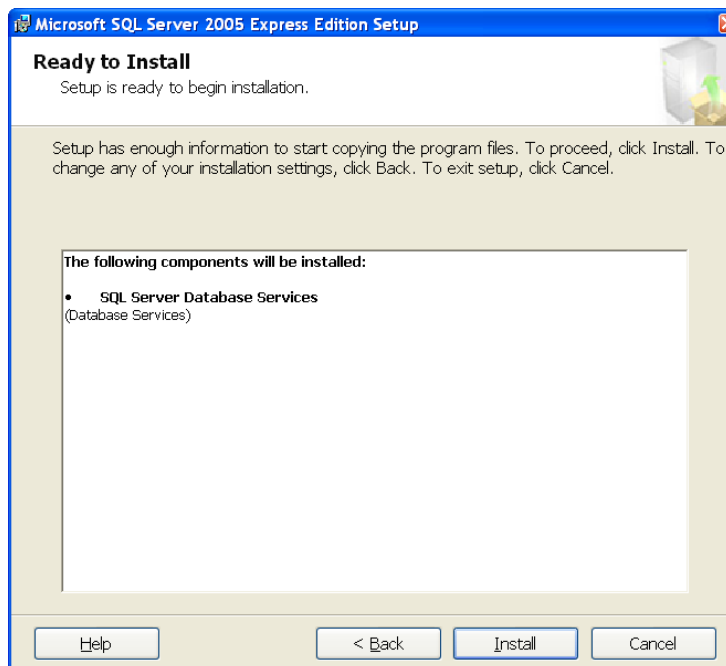 Microsoft SQL Server 2005 Express Edition Setup
Ready to Install
Setup is ready to begin installation.
Setup has enough information to start copying the program files. To proceed, click Install. To
change any of your installation settings, click Back. To exit setup, click Cancel.
The following components will be installed:
• SQL Server Database Services
(Database Services)
Help
< Back
Install
Cancel